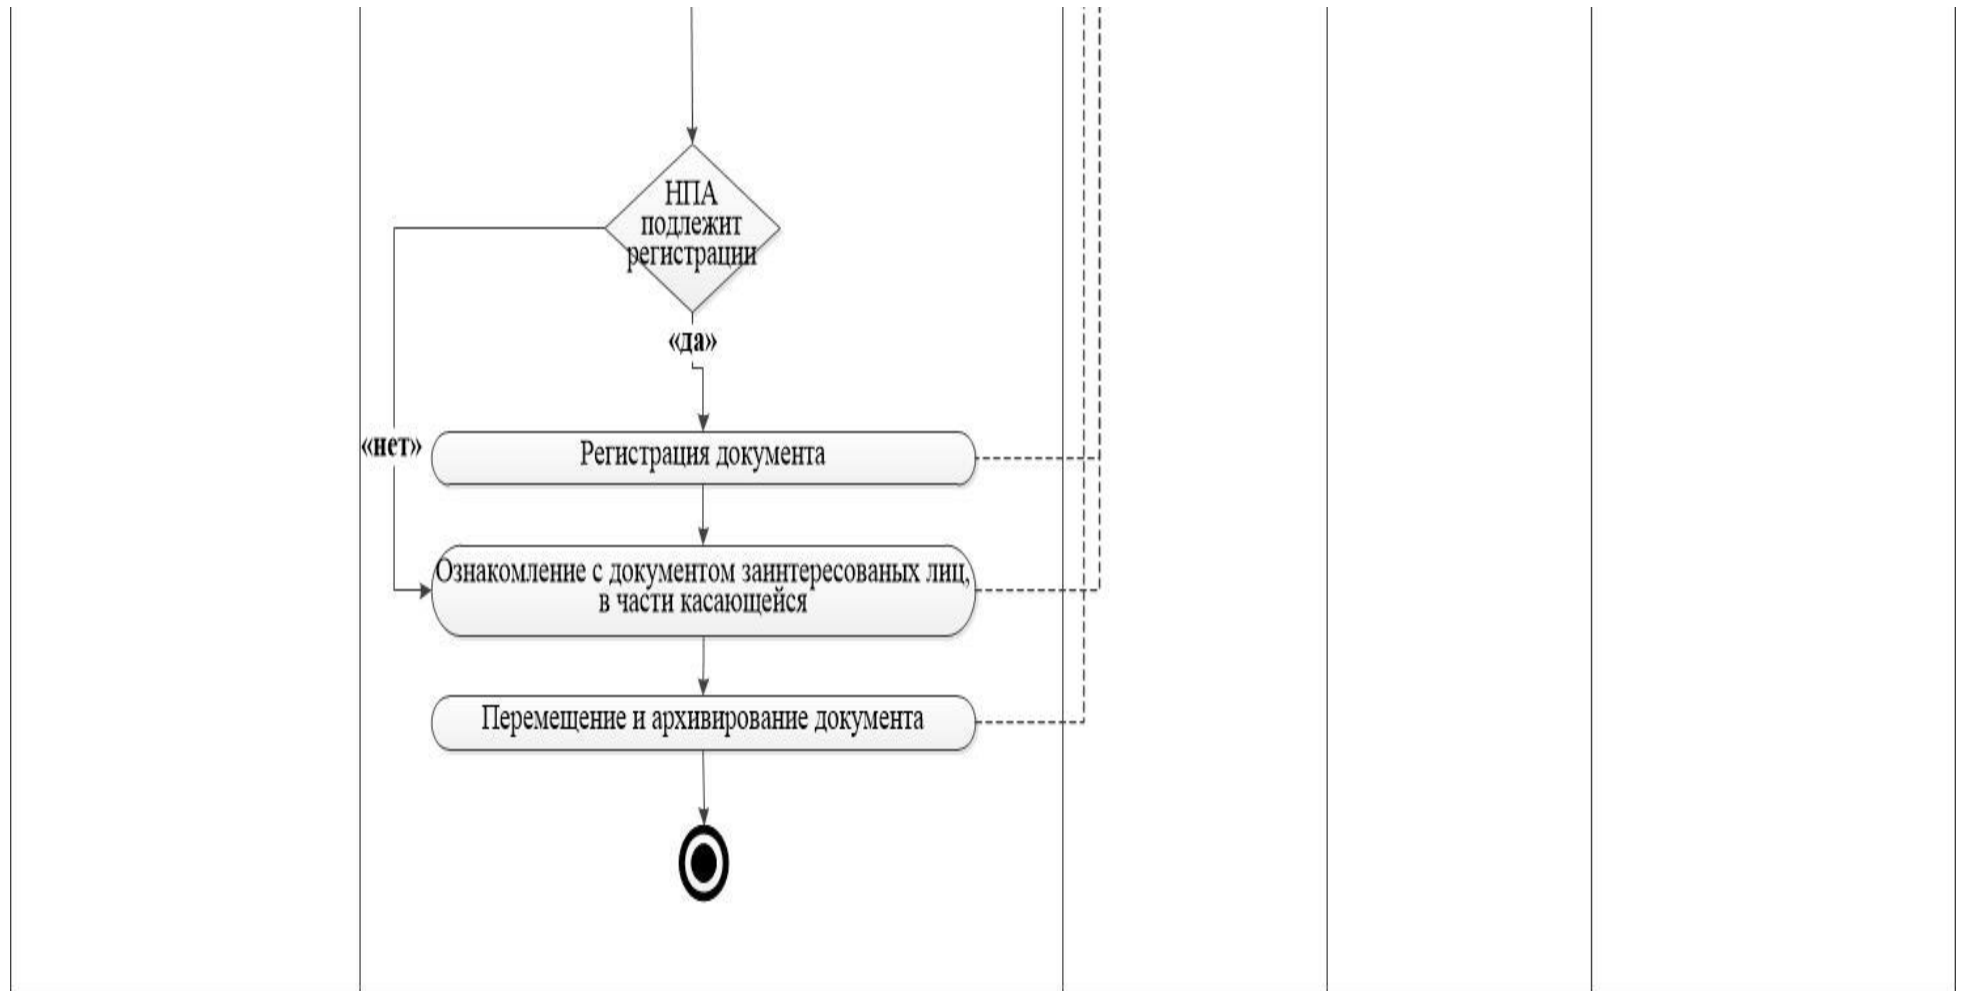 НПА
подлежит
регистрации
«да»
«нет»
Регистрация документа
Ознакомление с документом заинтересованых лиц,
в части касающейся
Перемещение и архивирование документа